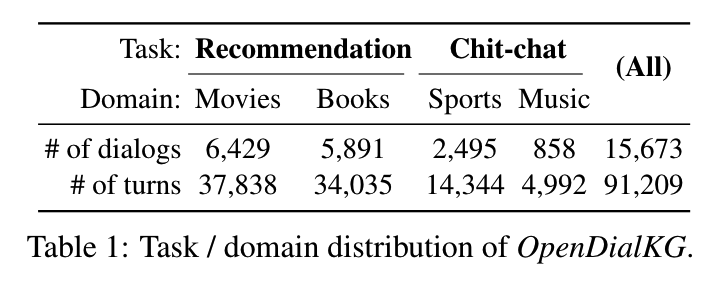 Task: Recommendation Chit-chat (All)
Domain: Movies Books Sports Music
# of dialogs 6,429 5,891 2,495 858 15,673
# of turns 37,838 34,035 14,344 4,992 91,209
Table 1: Task / domain distribution of OpenDialKG.